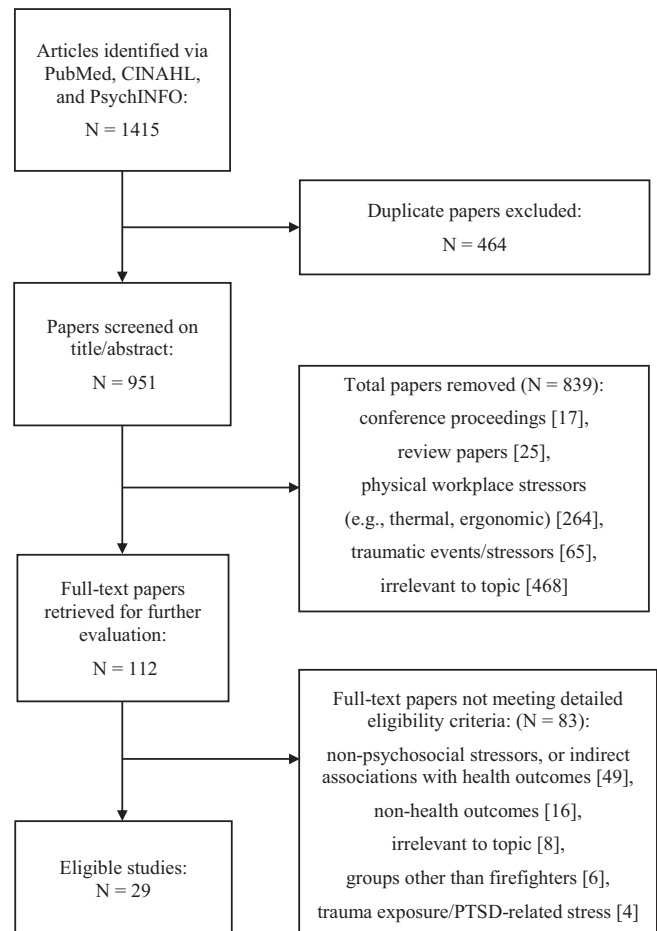 Articles identified via
PubMed, CINAHL,
and PsychINFO:
N = 1415
Duplicate papers excluded:
N = 464
Papers screened on
title/abstract:
N = 951
Total papers removed (N = 839):
conference proceedings [17],
review papers [25],
physical workplace stressors
(e.g., thermal, ergonomic) [264],
traumatic events/stressors [65],
irrelevant to topic [468]
Full-text papers
retrieved for further
evaluation:
N = 112
Full-text papers not meeting detailed
eligibility criteria: (N = 83):
non-psychosocial stressors, or indirect
associations with health outcomes [49],
non-health outcomes [16],
irrelevant to topic [8],
groups other than firefighters [6],
trauma exposure/PTSD-related stress [4]
Eligible studies:
N = 29